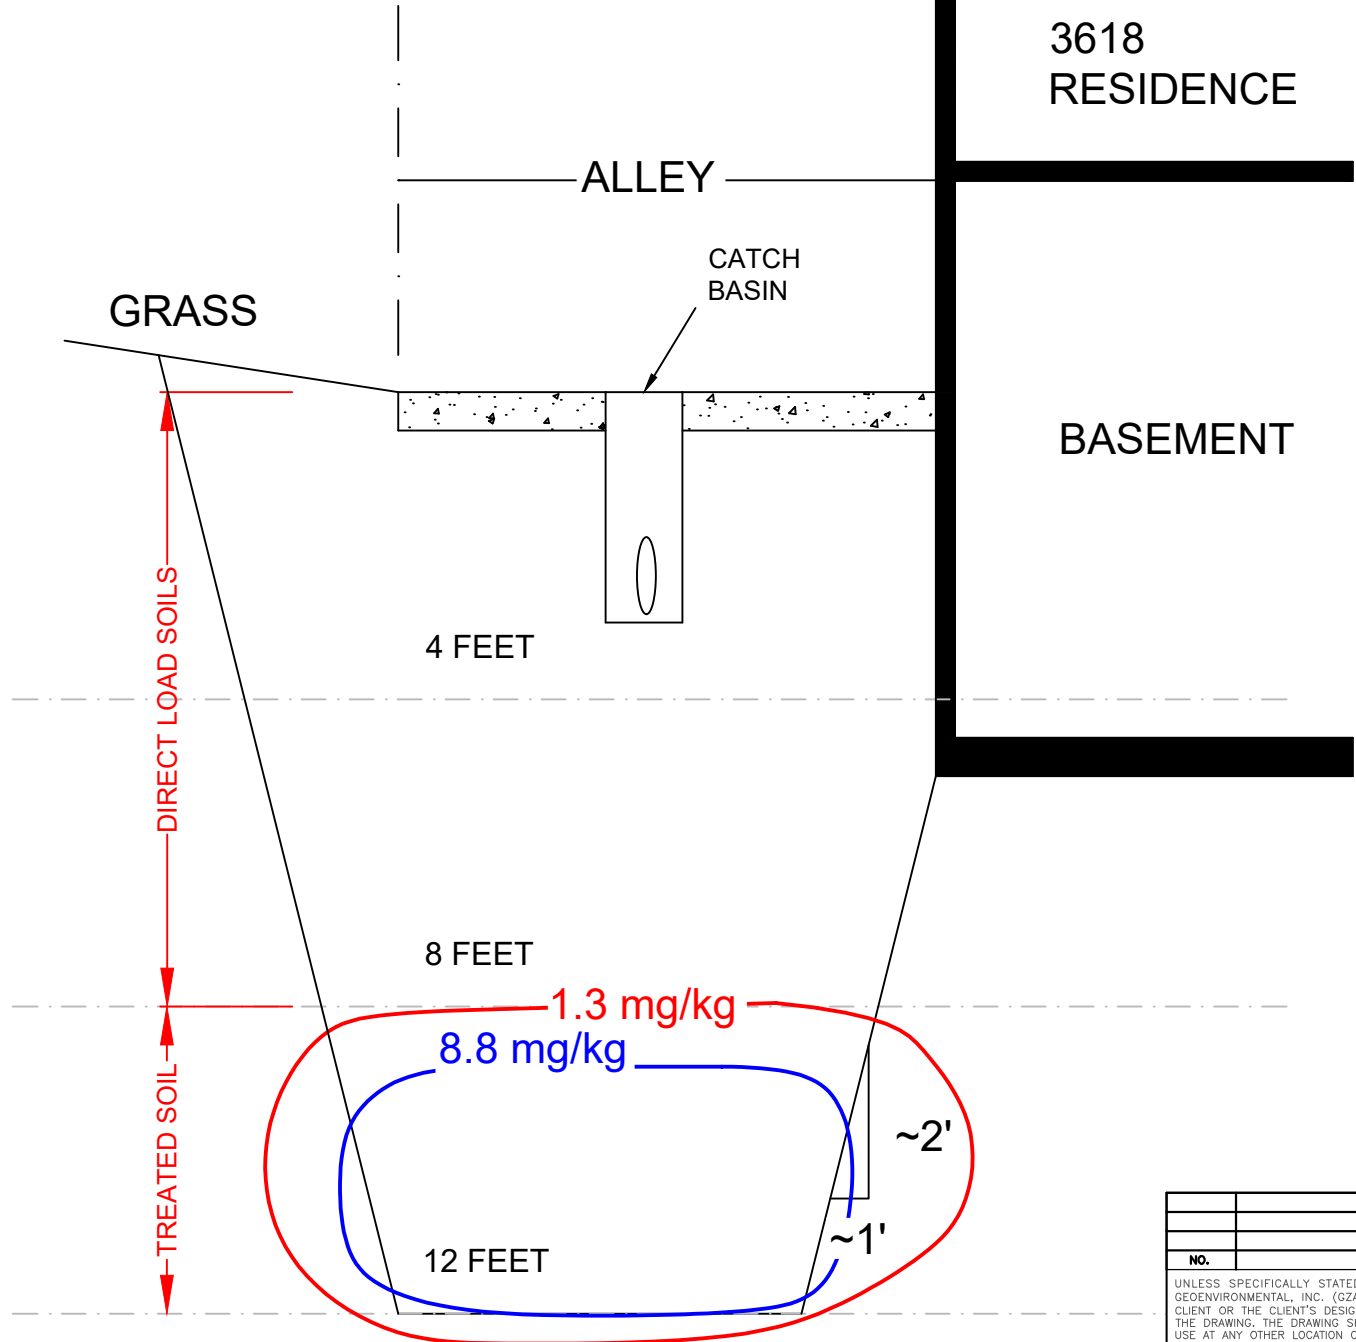 3618
RESIDENCE
ALLEY
CATCH
BASIN
GRASS
BASEMENT
DIRECT LOAD SOILS
4 FEET
8 FEET
1.3 mg/kg
8.8 mg/kg
TREATED SOIL
~2'
~1'
12 FEET
NO.
UNLESS SPECIFICALLY STATED
GEOENVIRONMENTAL, INC. (GZA
CLIENT OR THE CLIENT'S DESIG
THE DRAWING. THE DRAWING S
USE AT ANY OTHER LOCATION